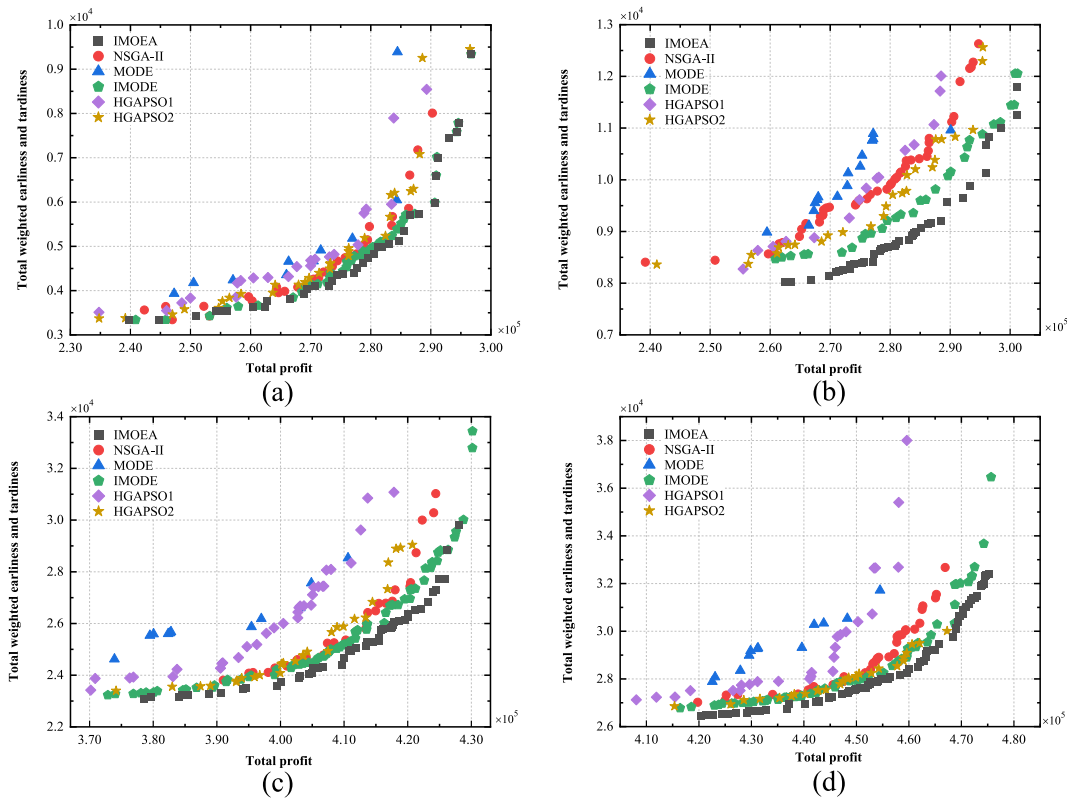 ×10⁴
1.0
0.9
0.8
0.7
0.6
0.5
0.4
0.3
Total weighted earliness and tardiness
IMOEA
NSGA-II
MODE
IMODE
HGAPSO1
HGAPSO2
2.30 2.40 2.50 2.60 2.70 2.80 2.90 3.00
×10⁵
Total profit
(a)
×10⁴
1.3
1.2
1.1
1.0
0.9
0.8
0.7
Total weighted earliness and tardiness
IMOEA
NSGA-II
MODE
IMODE
HGAPSO1
HGAPSO2
2.40 2.50 2.60 2.70 2.80 2.90 3.00
×10⁵
Total profit
(b)
×10⁴
3.4
3.2
3.0
2.8
2.6
2.4
2.2
Total weighted earliness and tardiness
IMOEA
NSGA-II
MODE
IMODE
HGAPSO1
HGAPSO2
3.70 3.80 3.90 4.00 4.10 4.20 4.30
×10⁵
Total profit
(c)
×10⁴
4.0
3.8
3.6
3.4
3.2
3.0
2.8
2.6
Total weighted earliness and tardiness
IMOEA
NSGA-II
MODE
IMODE
HGAPSO1
HGAPSO2
4.10 4.20 4.30 4.40 4.50 4.60 4.70 4.80
×10⁵
Total profit
(d)